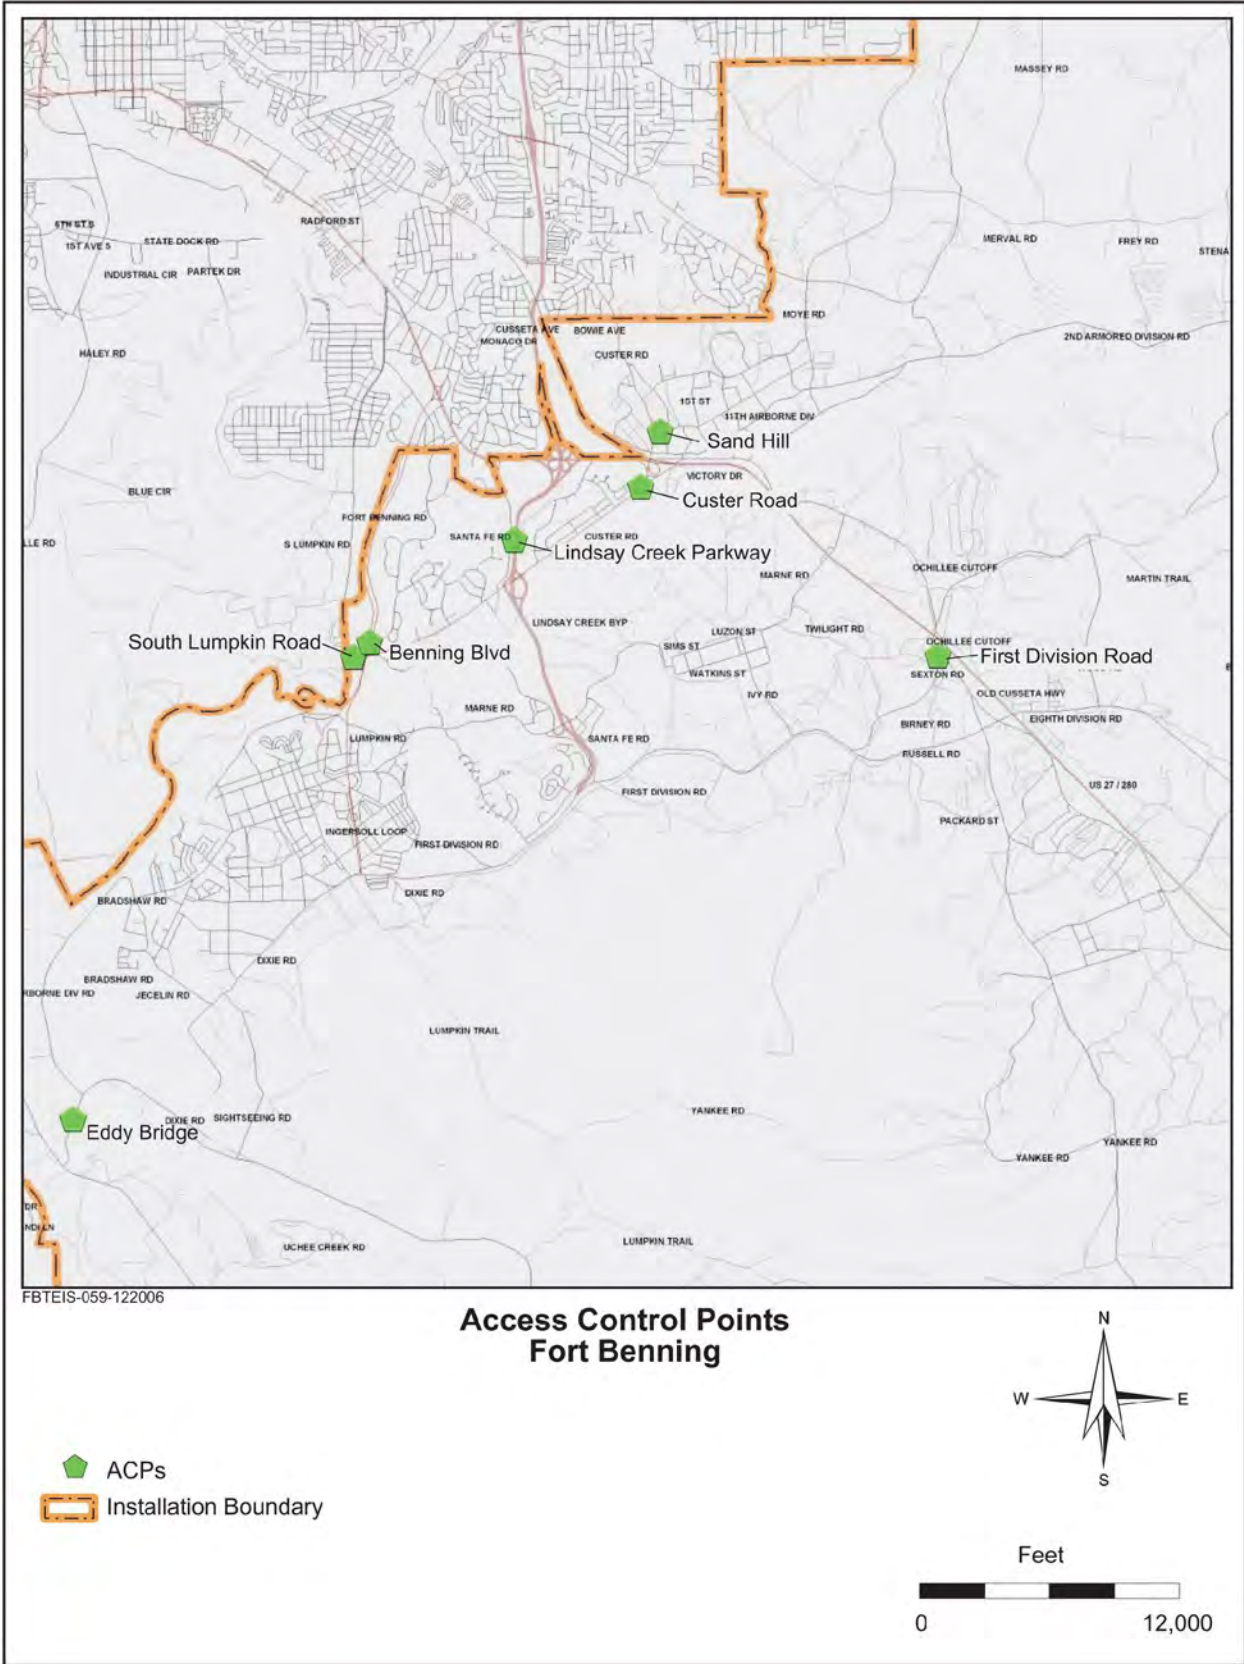 MASSEY RD
6TH ST S
RADFORD ST
1ST AVE S
STATE DOCK RD
MERVAL RD
FREY RD
STENA
INDUSTRIAL CIR
PARTEK DR
MOYE RD
CUSSETA AVE
BOWIE AVE
MONACO DR
2ND ARMORED DIVISION RD
HALEY RD
CUSTER RD
1ST ST
11TH AIRBORNE DIV
Sand Hill
VICTORY DR
BLUE CIR
Custer Road
FORT BENNING RD
SANTA FE RD
CUSTER RD
LLE RD
S LUMPKIN RD
Lindsay Creek Parkway
OCHILLEE CUTOFF
MARNE RD
MARTIN TRAIL
LINDSAY CREEK BYP
LUZON ST
TWILIGHT RD
South Lumpkin Road
Benning Blvd
SIMS ST
OCHILLEE CUTOFF
First Division Road
WATKINS ST
SEXTON RD
IVY RD
OLD CUSSETA HWY
MARNE RD
BIRNEY RD
EIGHTH DIVISION RD
LUMPKIN RD
SANTA FE RD
RUSSELL RD
FIRST DIVISION RD
US 27 / 280
PACKARD ST
INGERSOLL LOOP
FIRST DIVISION RD
DIXIE RD
BRADSHAW RD
DIXIE RD
BRADSHAW RD
RBORNE DIV RD
JECELIN RD
LUMPKIN TRAIL
YANKEE RD
DIXIE RD
SIGHTSEEING RD
Eddy Bridge
YANKEE RD
YANKEE RD
DR
NDI LN
UCHEE CREEK RD
LUMPKIN TRAIL
FBTEIS-059-122006
Access Control Points
Fort Benning
N
W
E
S
ACPs
Installation Boundary
Feet
0
12,000